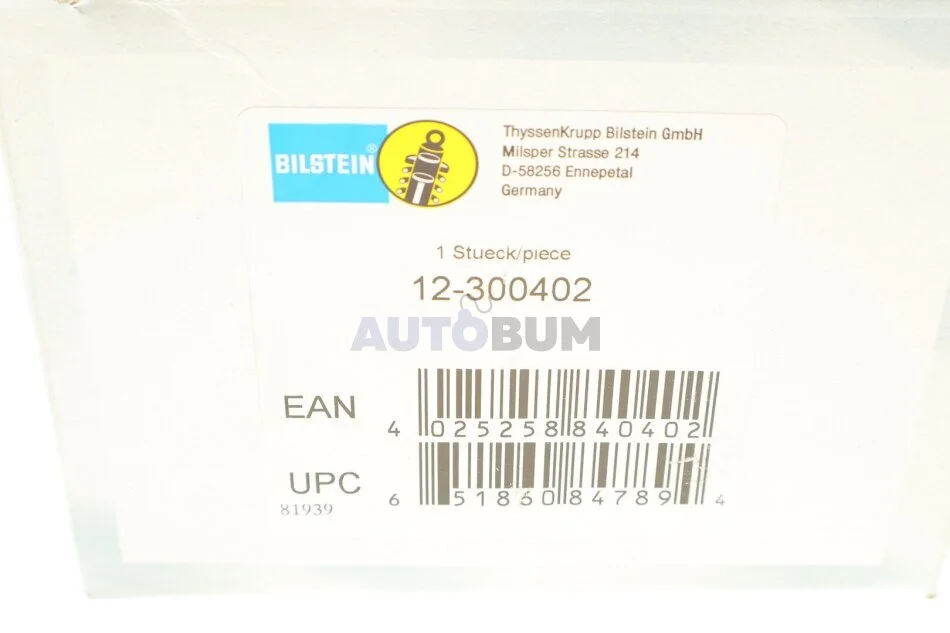 BILSTEIN®
ThyssenKrupp Bilstein GmbH
Milsper Strasse 214
D-58256 Ennepetal
Germany
1 Stueck/piece
12-300402
AUTOBUM
EAN
4 025258 840402
UPC
6 51860 84789 4
81939